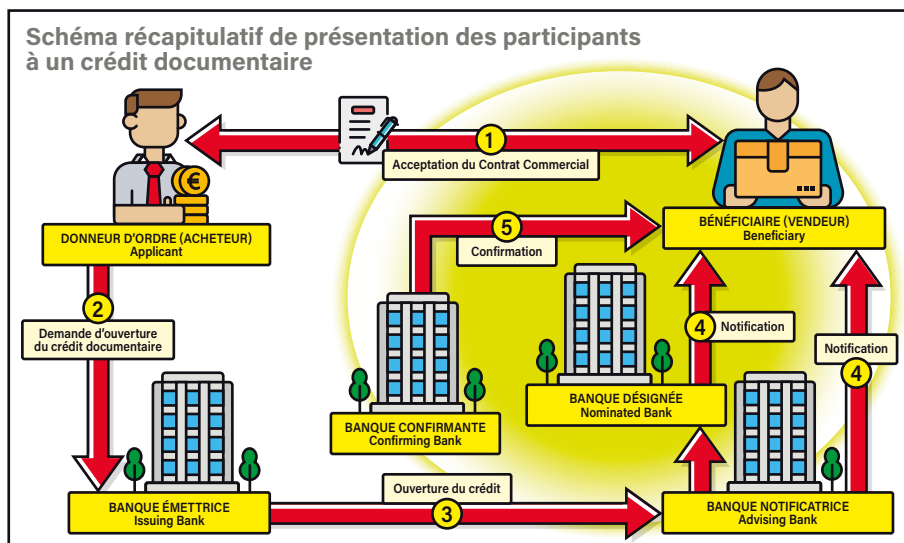 Schéma récapitulatif de présentation des participants
à un crédit documentaire
1
Acceptation du Contrat Commercial
€
DONNEUR D'ORDRE (ACHETEUR)
Applicant
BÉNÉFICIAIRE (VENDEUR)
Beneficiary
5
Confirmation
2
Demande d'ouverture
du crédit documentaire
4 Notification
Notification
4
BANQUE CONFIRMANTE
Confirming Bank
BANQUE DÉSIGNÉE
Nominated Bank
BANQUE ÉMETTRICE
Issuing Bank
Ouverture du crédit
3
BANQUE NOTIFICATRICE
Advising Bank